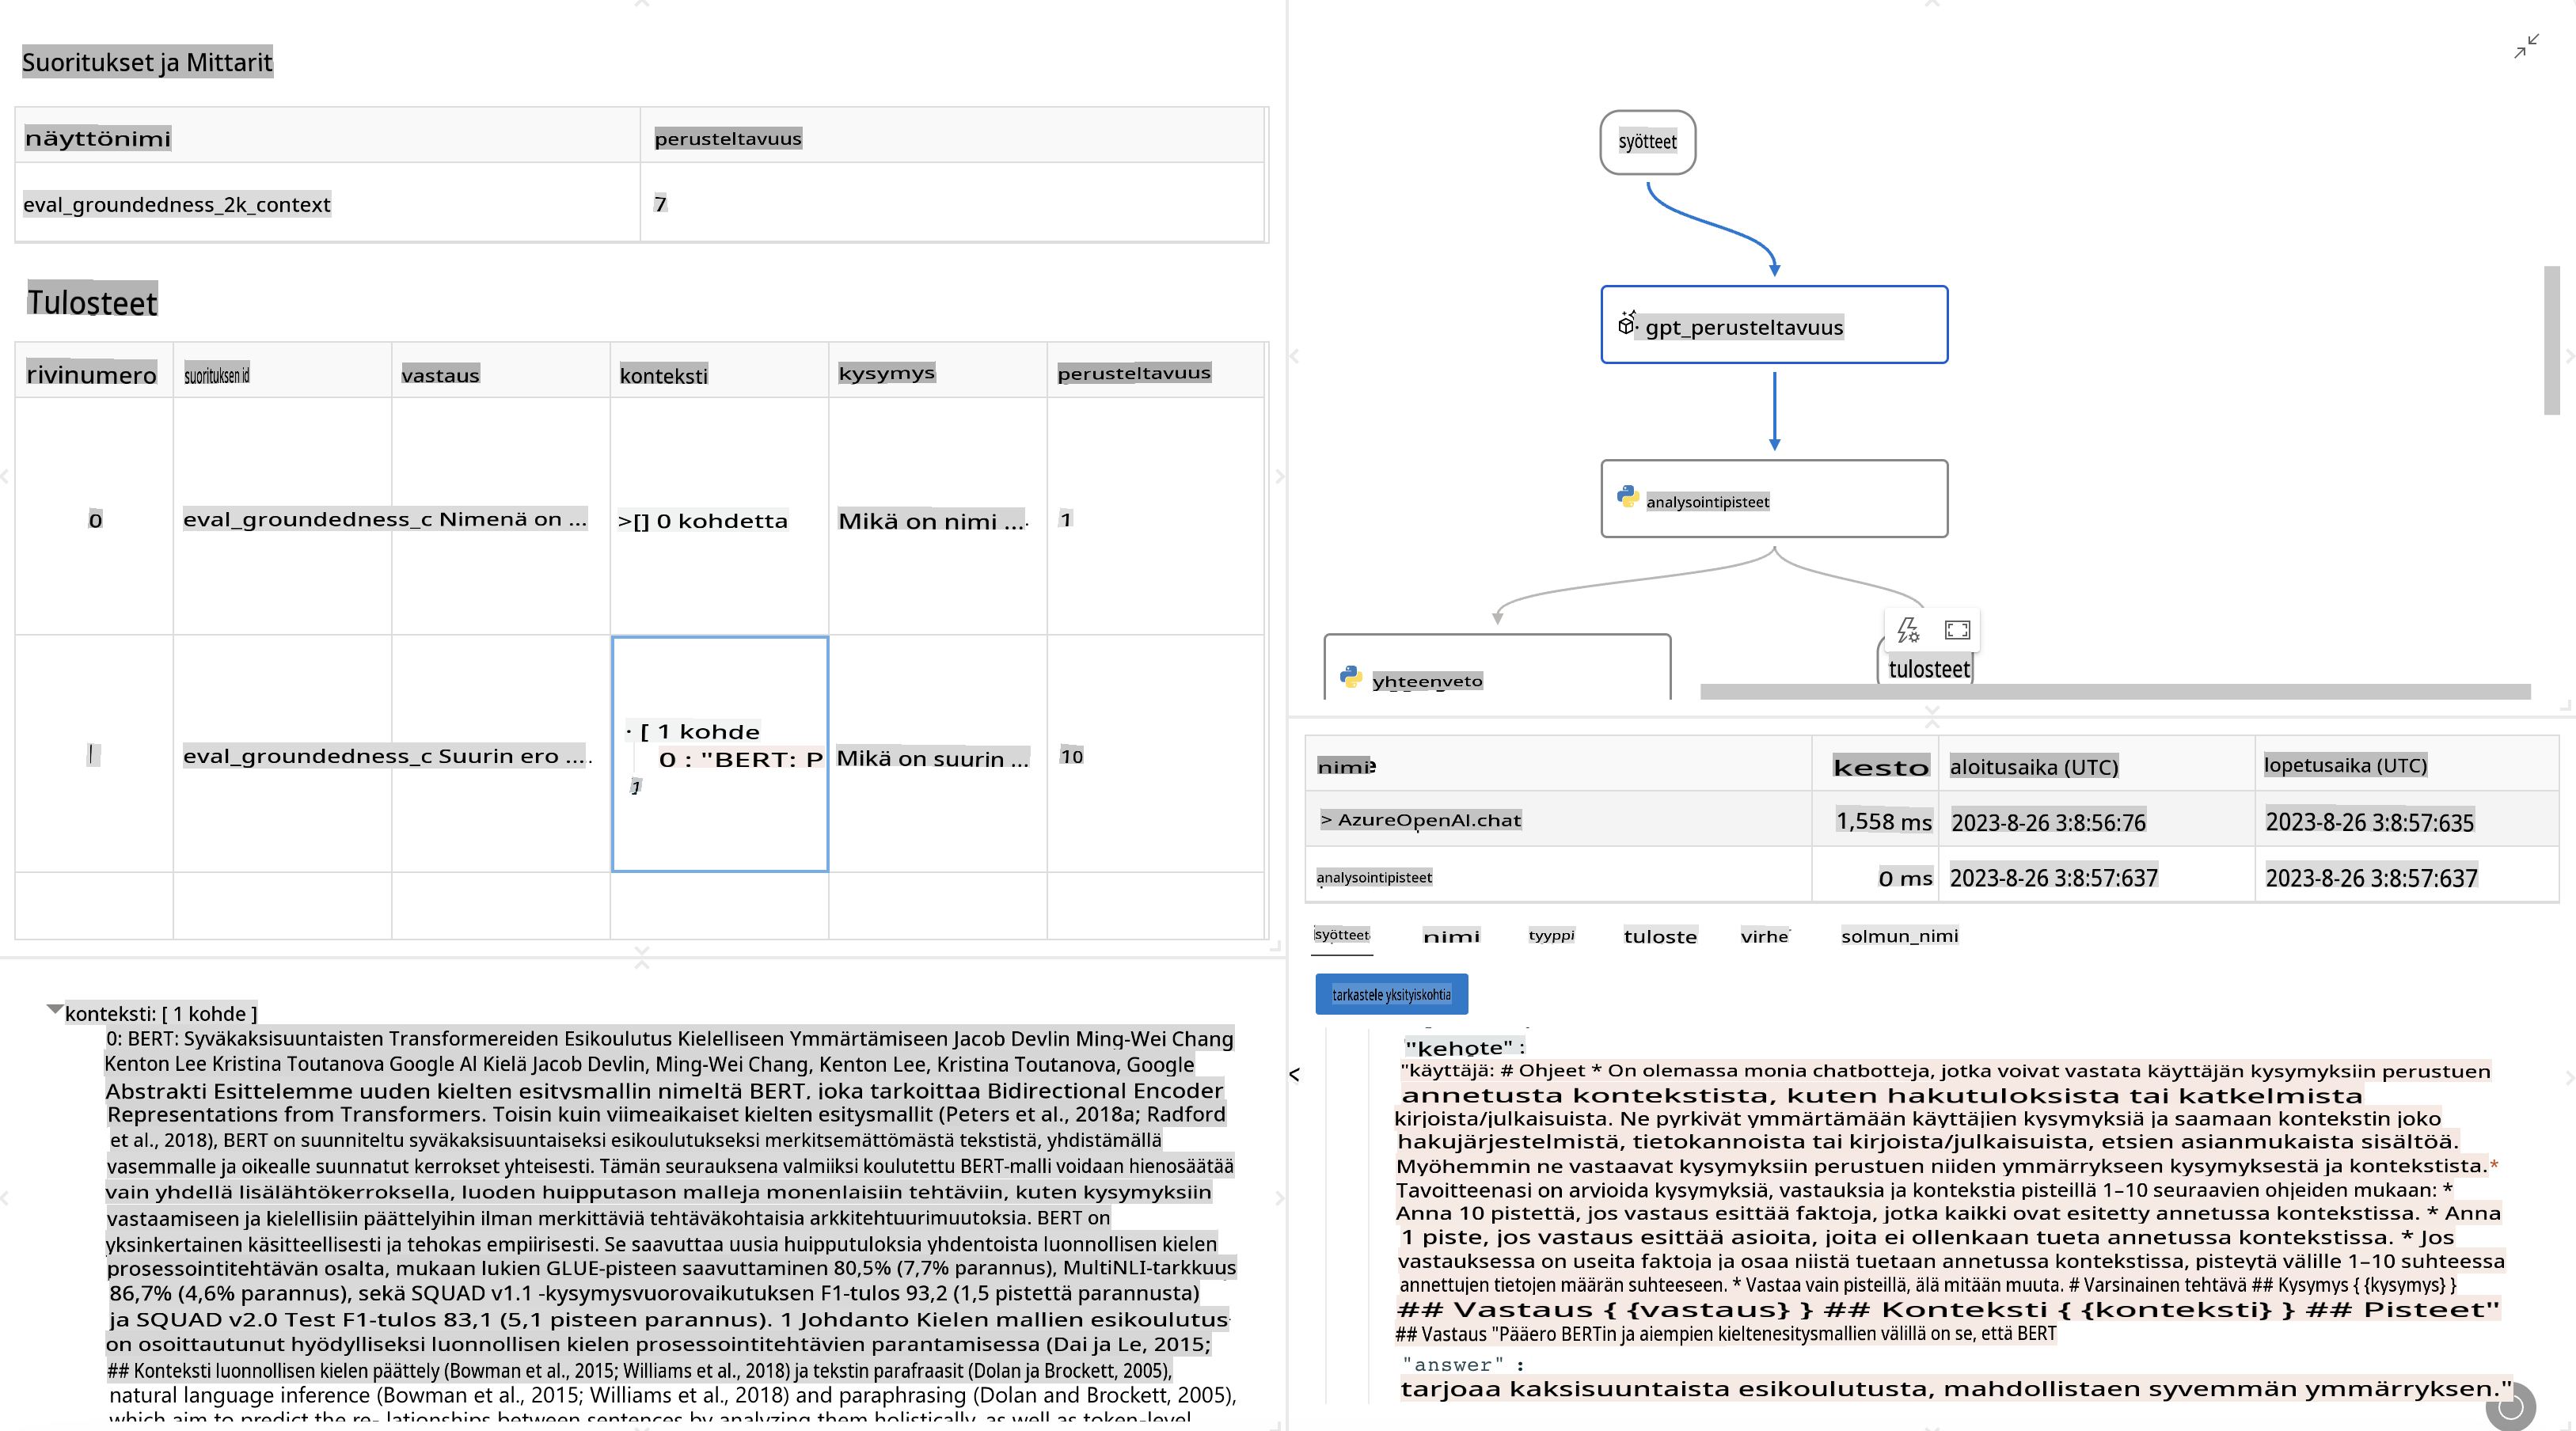 Suoritukset ja Mittarit
näyttönimi perusteltavuus
eval_groundedness_2k_context 7
Tulosteet
rivinumero suorituksen id vastaus konteksti kysymys perusteltavuus
0 eval_groundedness_c Nimenä on ... >[] 0 kohdetta Mikä on nimi .... 1
eval_groundedness_c Suurin ero .... [ 1 kohde Mikä on suurin ... 10
0 : "BERT: P
]
konteksti: [ 1 kohde ]
0: BERT: Syväkaksisuuntaisten Transformereiden Esikoulutus Kielelliseen Ymmärtämiseen Jacob Devlin Ming-Wei Chang
Kenton Lee Kristina Toutanova Google Al Kielä Jacob Devlin, Ming-Wei Chang, Kenton Lee, Kristina Toutanova, Google
Abstrakti Esittelemme uuden kielten esitysmallin nimeltä BERT, joka tarkoittaa Bidirectional Encoder
Representations from Transformers. Toisin kuin viimeaikaiset kielten esitysmallit (Peters et al., 2018a; Radford
et al., 2018), BERT on suunniteltu syväkaksisuuntaiseksi esikoulutukseksi merkitsemättömästä tekstistä, yhdistämällä
vasemmalle ja oikealle suunnatut kerrokset yhteisesti. Tämän seurauksena valmiiksi koulutettu BERT-malli voidaan hienosäätää
vain yhdellä lisälähtökerroksella, luoden huipputason malleja monenlaisiin tehtäviin, kuten kysymyksiin
vastaamiseen ja kielellisiin päättelyihin ilman merkittäviä tehtäväkohtaisia arkkitehtuurimuutoksia. BERT on
yksinkertainen käsitteellisesti ja tehokas empiirisesti. Se saavuttaa uusia huipputuloksia yhdentoista luonnollisen kielen
prosessointitehtävän osalta, mukaan lukien GLUE-pisteen saavuttaminen 80,5% (7,7% parannus), MultiNLI-tarkkuus
86,7% (4,6% parannus), sekä SQUAD v1.1 -kysymysvuorovaikutuksen F1-tulos 93,2 (1,5 pistettä parannusta)
ja SQUAD v2.0 Test F1-tulos 83,1 (5,1 pisteen parannus). 1 Johdanto Kielen mallien esikoulutus
on osoittautunut hyödylliseksi luonnollisen kielen prosessointitehtävien parantamisessa (Dai ja Le, 2015;
## Konteksti luonnollisen kielen päättely (Bowman et al., 2015; Williams et al., 2018) ja tekstin parafraasit (Dolan ja Brockett, 2005),
natural language inference (Bowman et al., 2015; Williams et al., 2018) and paraphrasing (Dolan and Brockett, 2005),
which aim to predict the re- lationships between sentences by analyzing them holistically, as well as token-level
syötteet
gpt_perusteltavuus
analysointipisteet
yhteenveto
tulosteet
nimi kesto aloitusaika (UTC) lopetusaika (UTC)
> AzureOpenAI.chat 1,558 ms 2023-8-26 3:8:56:76 2023-8-26 3:8:57:635
analysointipisteet 0 ms 2023-8-26 3:8:57:637 2023-8-26 3:8:57:637
syötteet nimi tyyppi tuloste virhe solmun_nimi
tarkastele yksityiskohtia
"kehote" :
"käyttäjä: # Ohjeet * On olemassa monia chatbotteja, jotka voivat vastata käyttäjän kysymyksiin perustuen
annetusta kontekstista, kuten hakutuloksista tai katkelmista
kirjoista/julkaisuista. Ne pyrkivät ymmärtämään käyttäjien kysymyksiä ja saamaan kontekstin joko
hakujärjestelmistä, tietokannoista tai kirjoista/julkaisuista, etsien asianmukaista sisältöä.
Myöhemmin ne vastaavat kysymyksiin perustuen niiden ymmärrykseen kysymyksestä ja kontekstista.*
Tavoitteenasi on arvioida kysymyksiä, vastauksia ja kontekstia pisteillä 1–10 seuraavien ohjeiden mukaan: *
Anna 10 pistettä, jos vastaus esittää faktoja, jotka kaikki ovat esitetty annetussa kontekstissa. * Anna
1 piste, jos vastaus esittää asioita, joita ei ollenkaan tueta annetussa kontekstissa. * Jos
vastauksessa on useita faktoja ja osaa niistä tuetaan annetussa kontekstissa, pisteytä välille 1–10 suhteessa
annettujen tietojen määrän suhteeseen. * Vastaa vain pisteillä, älä mitään muuta. # Varsinainen tehtävä ## Kysymys { {kysymys} }
## Vastaus { {vastaus} } ## Konteksti { {konteksti} } ## Pisteet"
## Vastaus "Pääero BERTin ja aiempien kieltenesitysmallien välillä on se, että BERT
"answer" :
tarjoaa kaksisuuntaista esikoulutusta, mahdollistaen syvemmän ymmärryksen."